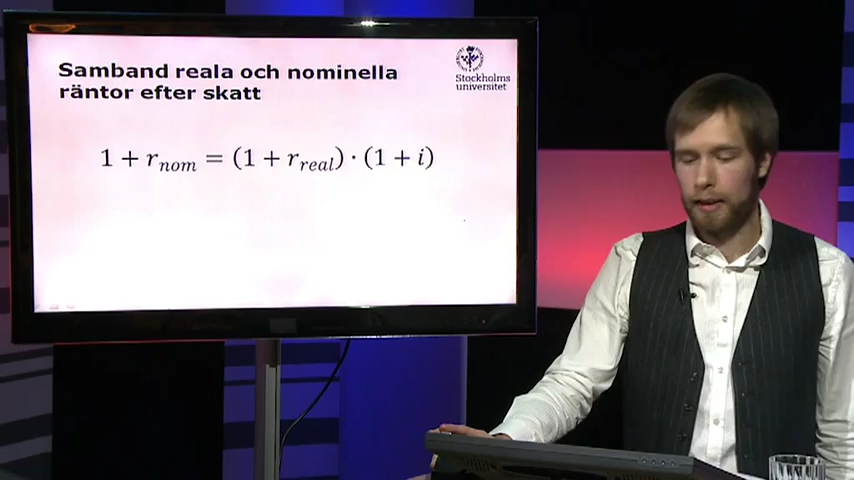 Samband reala och nominella
räntor efter skatt
Stockholms
universitet
1 + r_nom = (1 + r_real) · (1 + i)